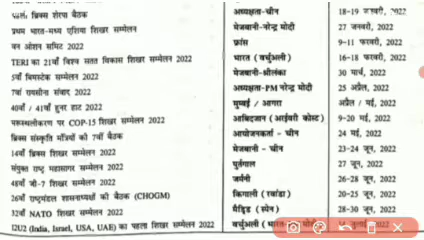 पहली ब्रिक्स शेरपा बैठक अध्यक्षता-चीन 18-19 जनवरी, 2022
प्रथम भारत-मध्य एशिया शिखर सम्मेलन मेजबानी-नरेन्द्र मोदी 27 जनवरी, 2022
वन ओशन समिट 2022 फ्रांस 9-11 फरवरी, 2022
TERI का 21वाँ विश्व सतत विकास शिखर सम्मेलन 2022 भारत (वर्चुअली) 16-18 फरवरी, 2022
5वाँ बिमस्टेक सम्मेलन 2022 मेजबानी-श्रीलंका 30 मार्च, 2022
7वां रायसीना संवाद 2022 अध्यक्षता-PM नरेन्द्र मोदी 25 अप्रैल, 2022
40वां / 41वां हुनर हाट 2022 मुम्बई / आगरा अप्रैल / मई, 2022
मरुस्थलीकरण पर COP-15 शिखर सम्मेलन 2022 आबिदजान (आईवरी कोस्ट) 9-20 मई, 2022
ब्रिक्स संस्कृति मंत्रियों की 7वीं बैठक आयोजनकर्ता - चीन 24 मई, 2022
14वाँ ब्रिक्स शिखर सम्मेलन 2022 मेजबानी - चीन 23-24 जून, 2022
संयुक्त राष्ट्र महासागर सम्मेलन 2022 पुर्तगाल 27 जून, 2022
48वां जी-7 शिखर सम्मेलन 2022 जर्मनी 26-28 जून, 2022
26वाँ राष्ट्रमंडल शासनाध्यक्षों की बैठक (CHOGM) किगाली (रवांडा) 20-25 जून, 2022
32वाँ NATO शिखर सम्मेलन 2022 मैड्रिड (स्पेन) 28-30 जून, 2022
I2U2 (India, Israel, USA, UAE) का पहला शिखर सम्मेलन 2022 वर्चुअली 14 जुलाई